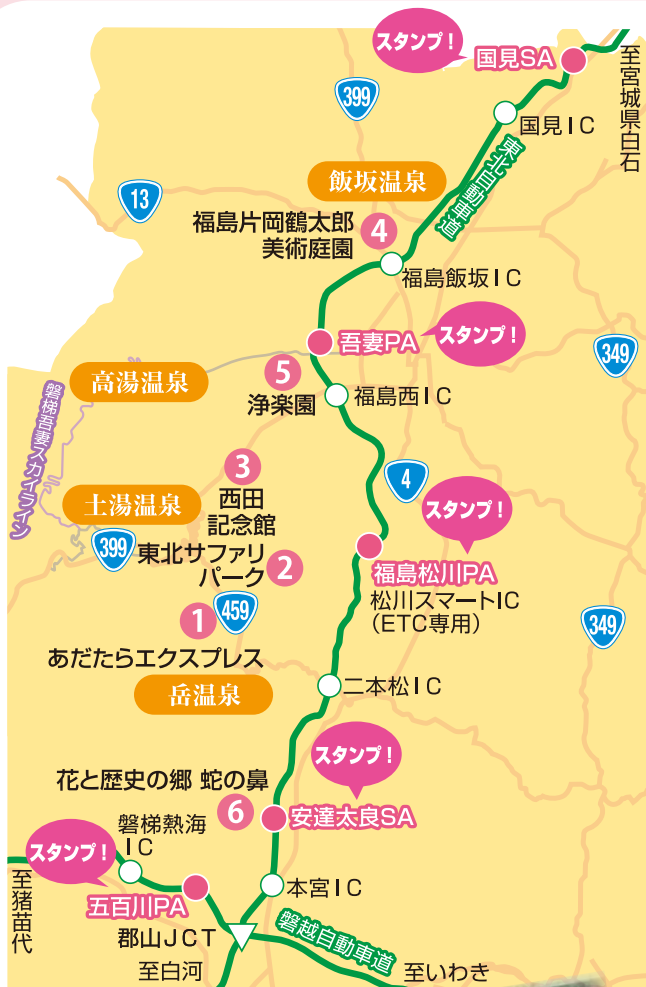 スタンプ!
国見SA
至宮城県白石
399
国見IC
東北自動車道
飯坂温泉
13
福島片岡鶴太郎
美術庭園
4
福島飯坂IC
吾妻PA
スタンプ!
349
高湯温泉
5
浄楽園
福島西IC
磐梯吾妻スカイライン
3
西田
記念館
4
スタンプ!
土湯温泉
399
東北サファリ
パーク
2
福島松川PA
松川スマートIC
(ETC専用)
1
459
349
あだたらエクスプレス
岳温泉
二本松IC
スタンプ!
花と歴史の郷 蛇の鼻
6
安達太良SA
磐梯熱海
IC
スタンプ!
至猪苗代
五百川PA
本宮IC
郡山JCT
磐越自動車道
至白河
至いわき